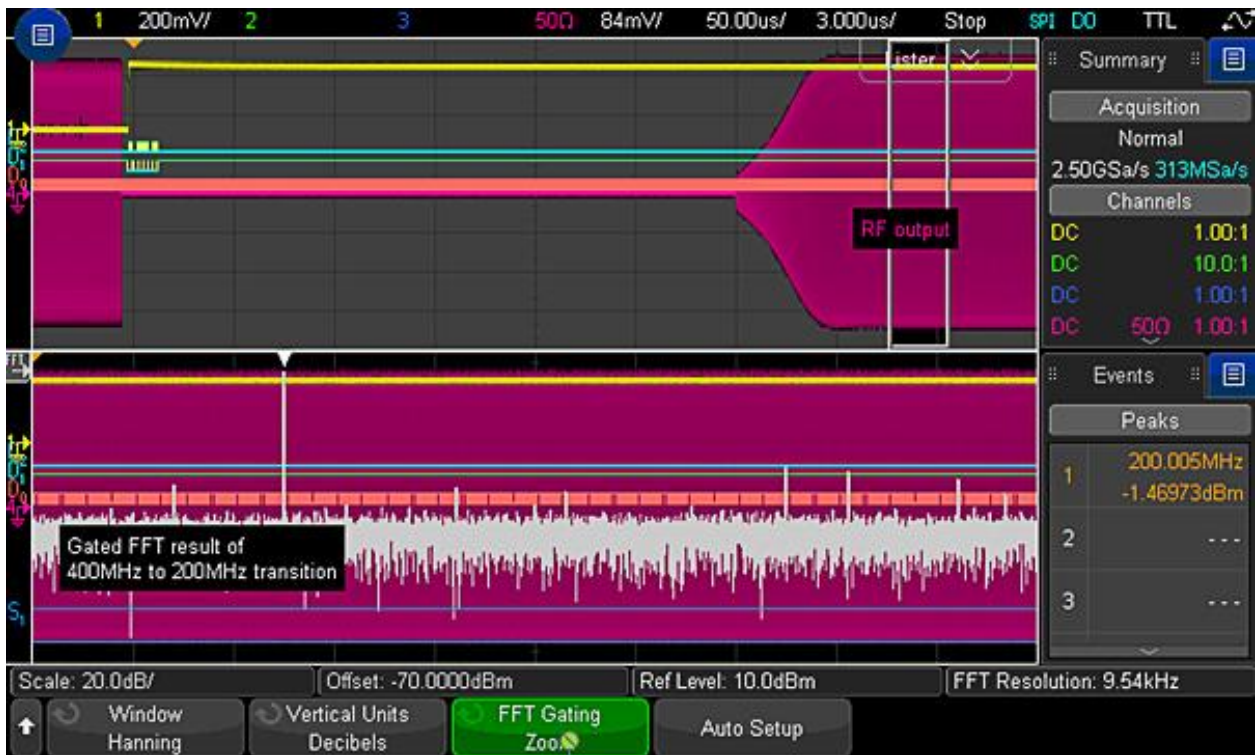 1 200mV/ 2 3 50Ω 84mV/ 50.00us/ 3.000us/ Stop SPI D0 TTL
Lister
Summary
Acquisition
Normal
2.50GSa/s 313MSa/s
Channels
DC 1.00:1
DC 10.0:1
DC 1.00:1
DC 50Ω 1.00:1
RF output
FFT
Events
Peaks
1 200.005MHz
-1.46973dBm
2 ---
3 ---
Gated FFT result of
400MHz to 200MHz transition
S1
Scale: 20.0dB/ Offset: -70.0000dBm Ref Level: 10.0dBm FFT Resolution: 9.54kHz
Window
Hanning
Vertical Units
Decibels
FFT Gating
Auto Setup